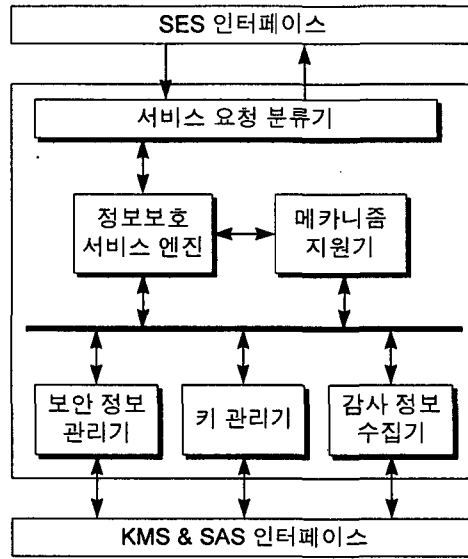 SES 인터페이스
서비스 요청 분류기
정보보호
서비스 엔진
메카니즘
지원기
보안 정보
관리기
키 관리기
감사 정보
수집기
KMS & SAS 인터페이스